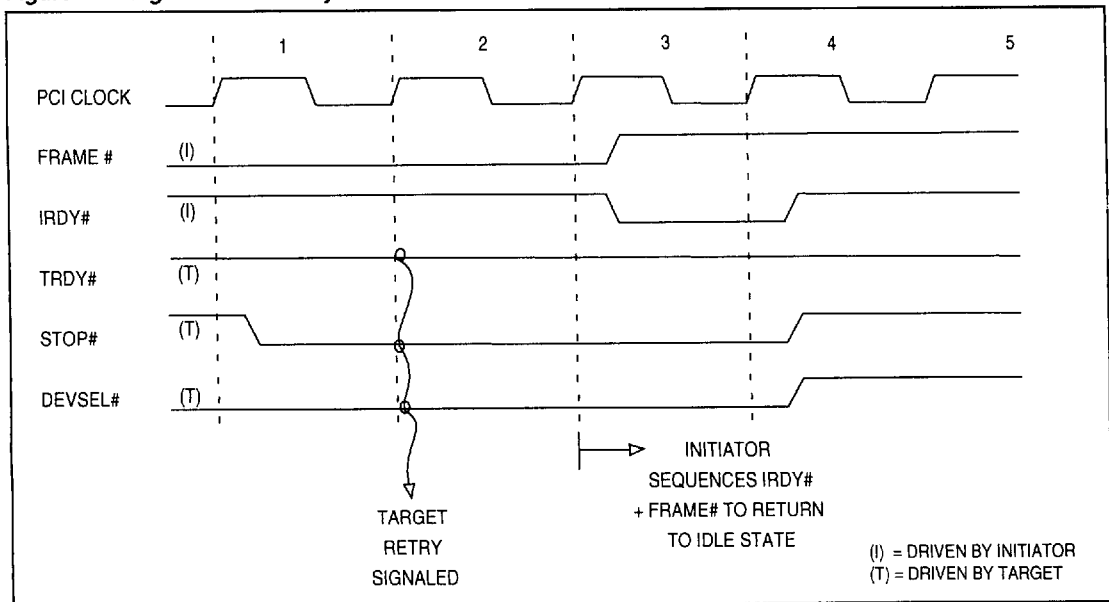 1 2 3 4 5
PCI CLOCK
FRAME # (I)
IRDY# (I)
TRDY# (T)
STOP# (T)
DEVSEL# (T)
TARGET
RETRY
SIGNALED
INITIATOR
SEQUENCES IRDY#
+ FRAME# TO RETURN
TO IDLE STATE
(I) = DRIVEN BY INITIATOR
(T) = DRIVEN BY TARGET